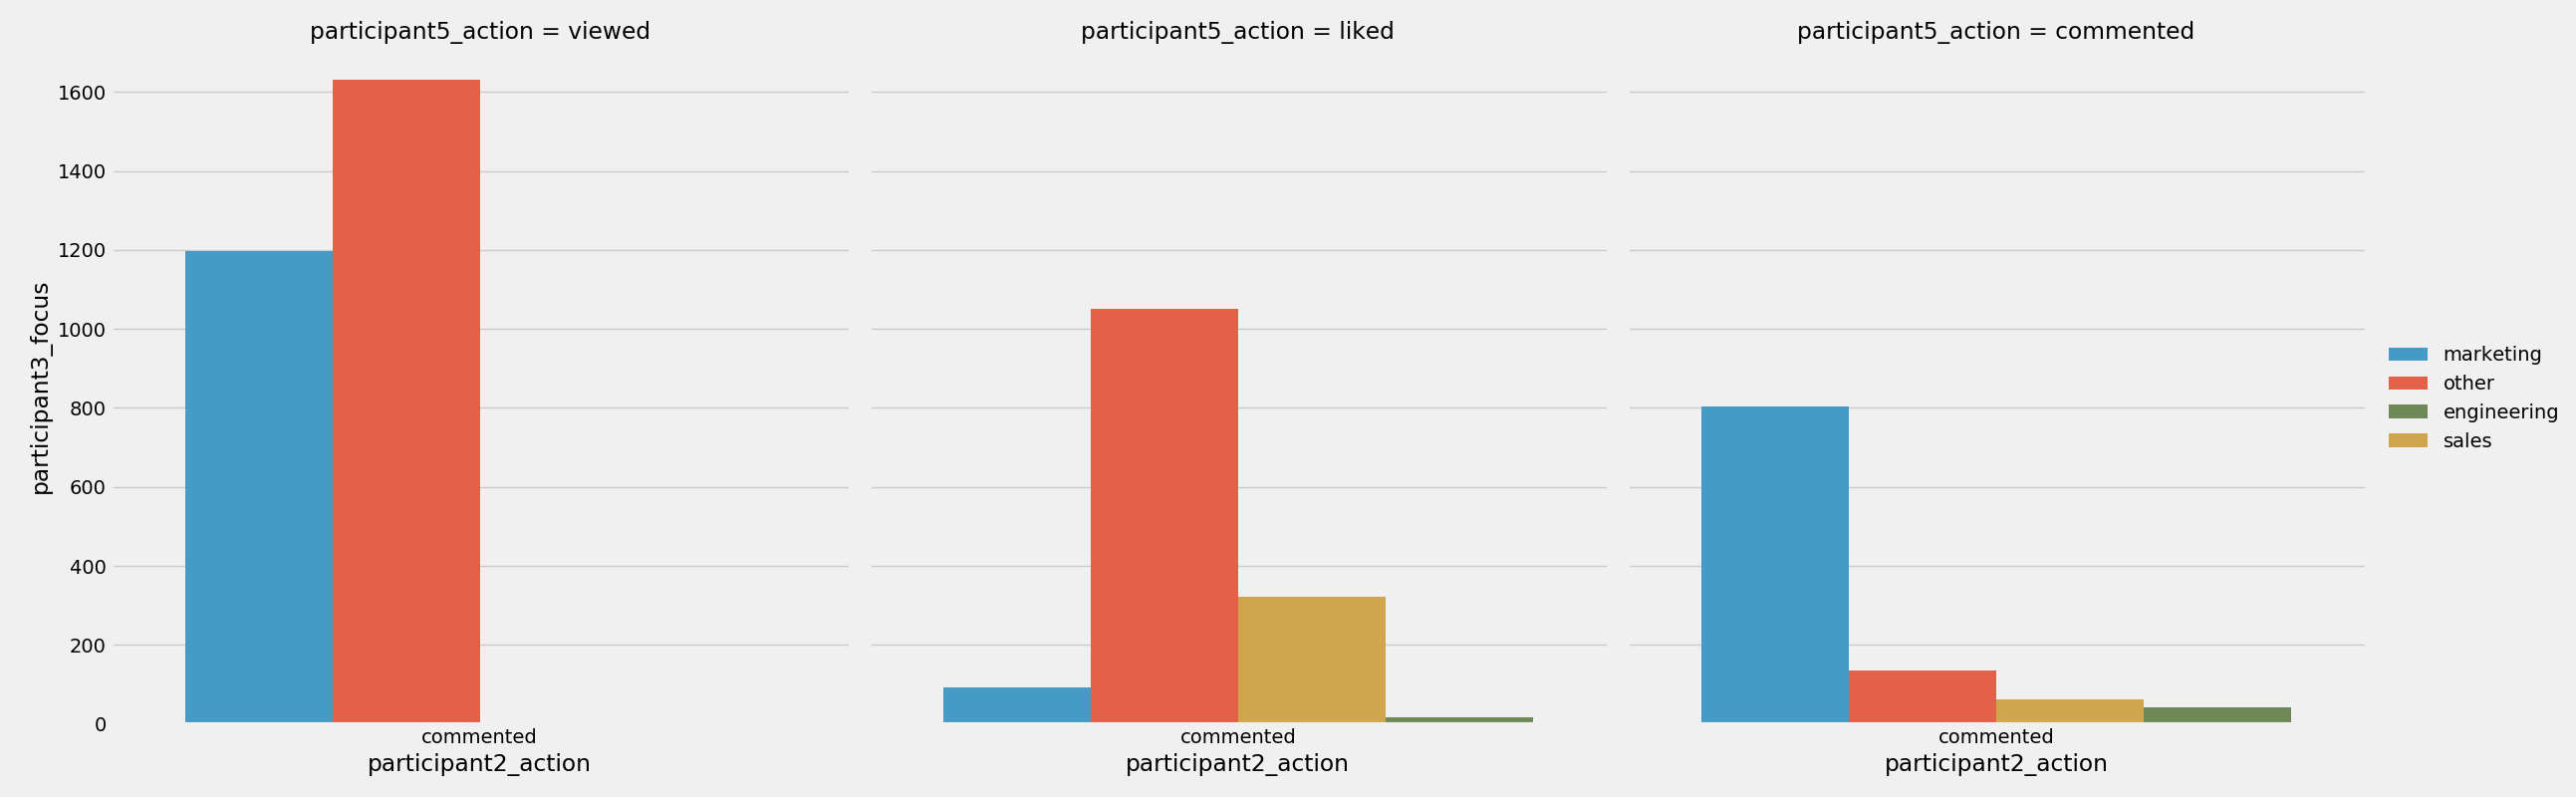 participant5_action = viewed
participant5_action = liked
participant5_action = commented
participant3_focus
1600
1400
1200
1000
800
600
400
200
0
commented
commented
commented
participant2_action
participant2_action
participant2_action
marketing
other
engineering
sales